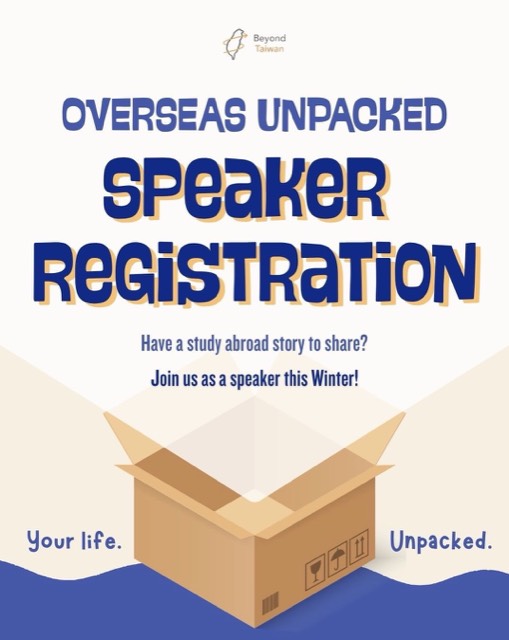 Beyond
Taiwan
OVERSEAS UNPACKED
SPeaKeR
ReGiSTRaTiON
Have a study abroad story to share?
Join us as a speaker this Winter!
Your life.
Unpacked.